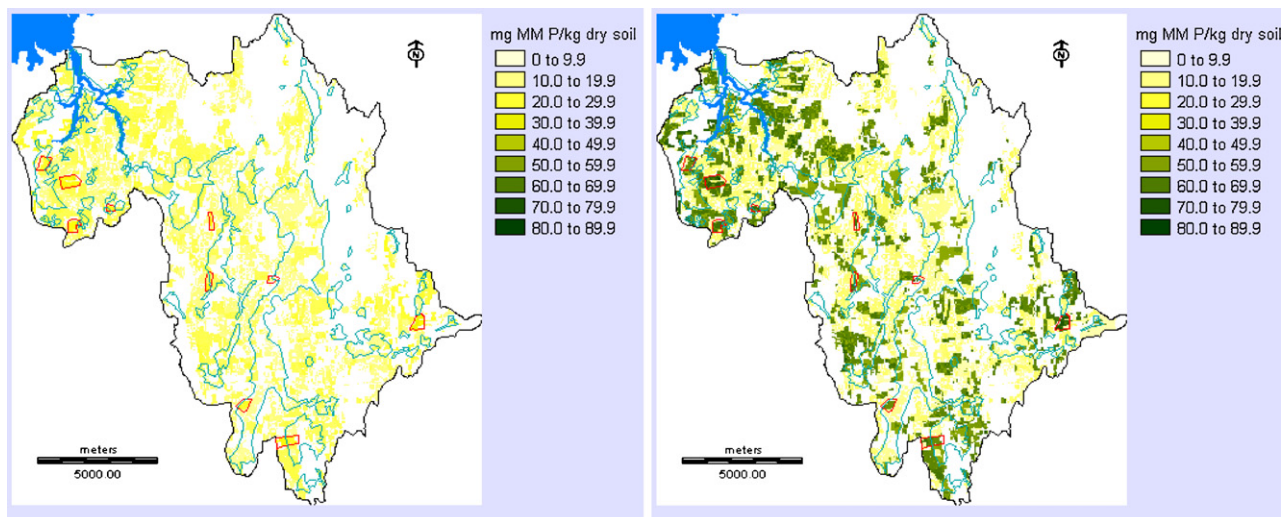 mg MM P/kg dry soil
0 to 9.9
10.0 to 19.9
20.0 to 29.9
30.0 to 39.9
40.0 to 49.9
50.0 to 59.9
60.0 to 69.9
70.0 to 79.9
80.0 to 89.9
N
meters
5000.00
mg MM P/kg dry soil
0 to 9.9
10.0 to 19.9
20.0 to 29.9
30.0 to 39.9
40.0 to 49.9
50.0 to 59.9
60.0 to 69.9
70.0 to 79.9
80.0 to 89.9
N
meters
5000.00